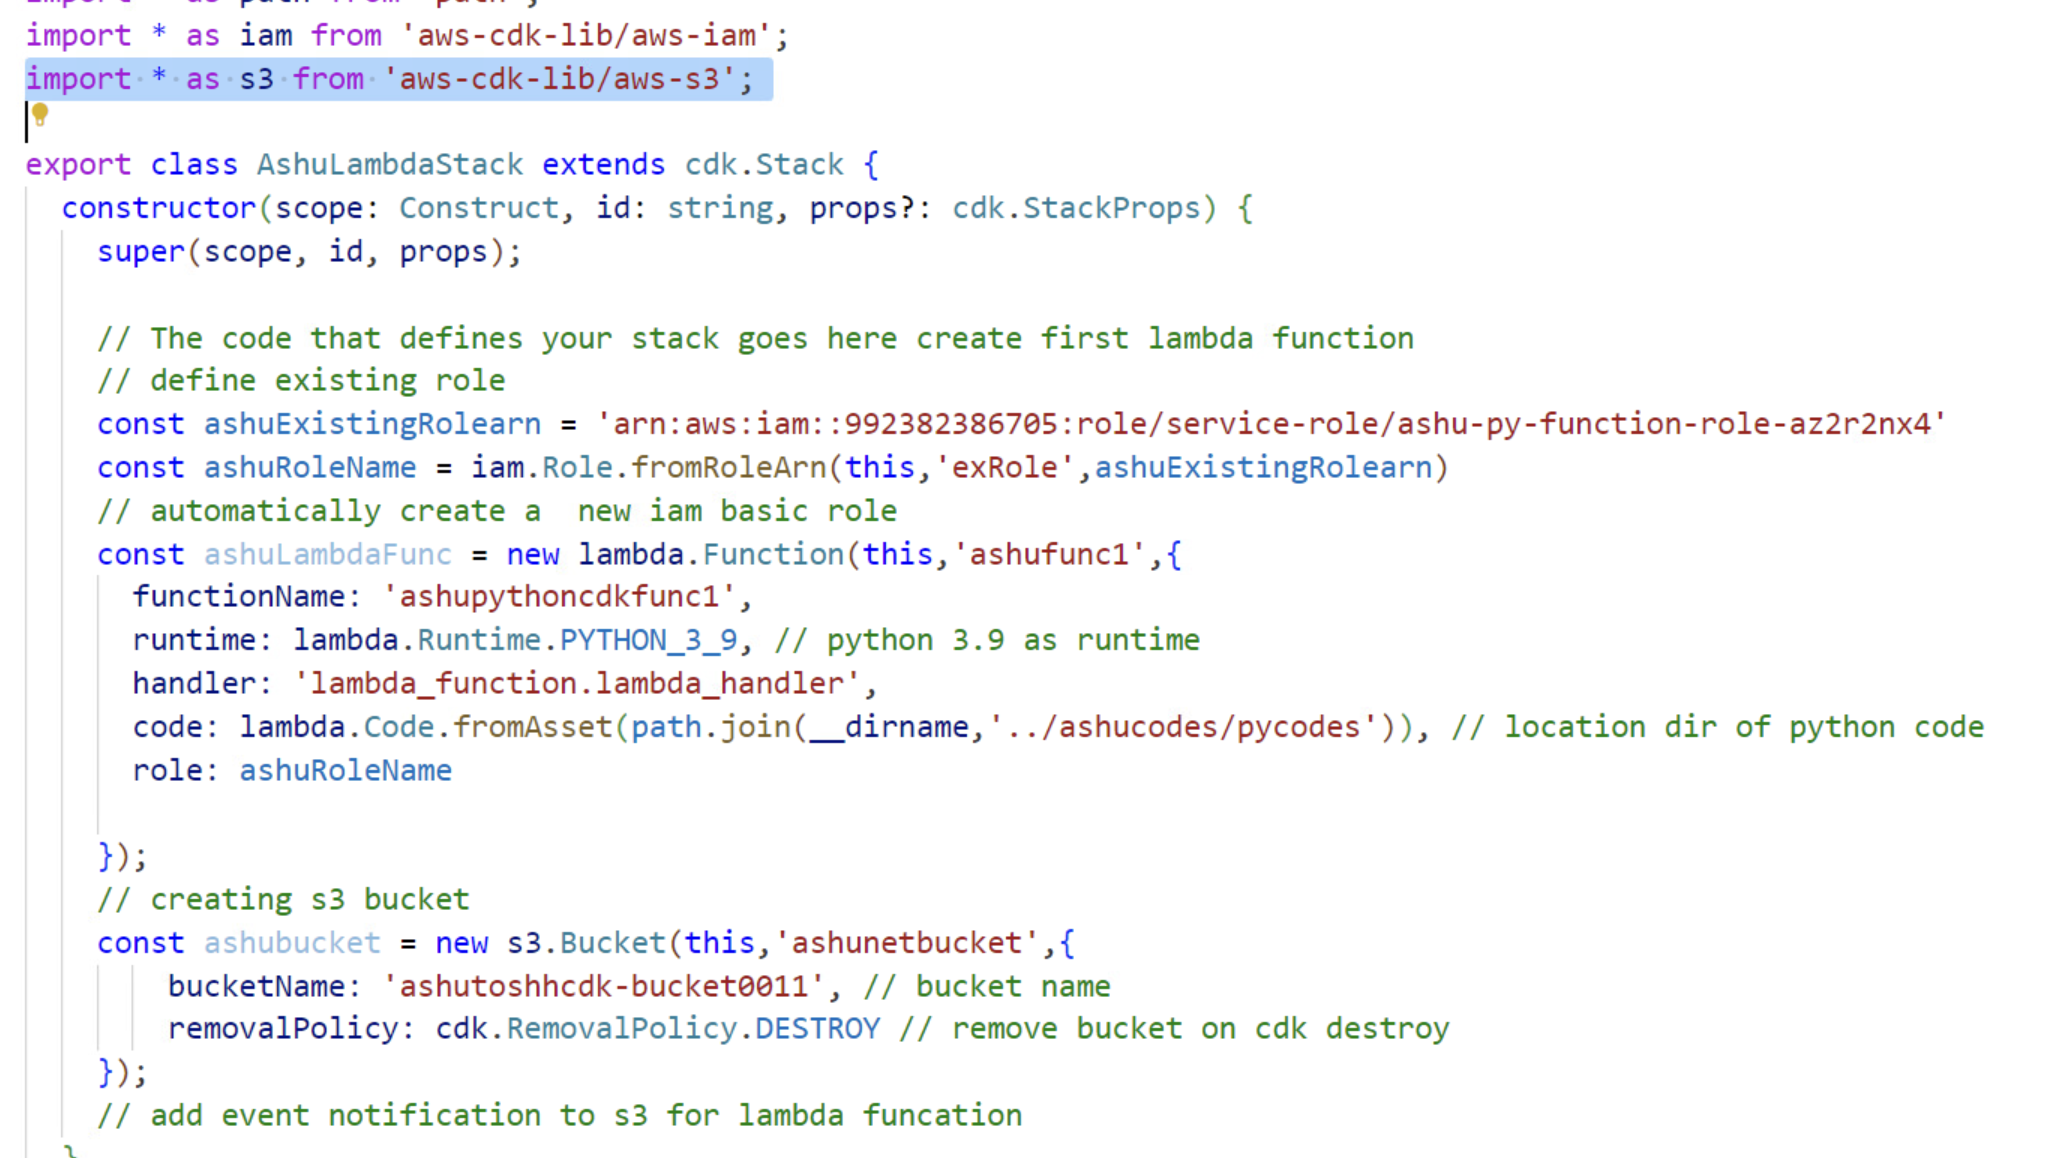 import * as path from 'path';
import * as iam from 'aws-cdk-lib/aws-iam';
import * as s3 from 'aws-cdk-lib/aws-s3';
export class AshuLambdaStack extends cdk.Stack {
constructor(scope: Construct, id: string, props?: cdk.StackProps) {
super(scope, id, props);
// The code that defines your stack goes here create first lambda function
// define existing role
const ashuExistingRolearn = 'arn:aws:iam::992382386705:role/service-role/ashu-py-function-role-az2r2nx4'
const ashuRoleName = iam.Role.fromRoleArn(this,'exRole',ashuExistingRolearn)
// automatically create a  new iam basic role
const ashuLambdaFunc = new lambda.Function(this,'ashufunc1',{
functionName: 'ashupythoncdkfunc1',
runtime: lambda.Runtime.PYTHON_3_9, // python 3.9 as runtime
handler: 'lambda_function.lambda_handler',
code: lambda.Code.fromAsset(path.join(__dirname,'../ashucodes/pycodes')), // location dir of python code
role: ashuRoleName
});
// creating s3 bucket
const ashubucket = new s3.Bucket(this,'ashunetbucket',{
bucketName: 'ashutoshhcdk-bucket0011', // bucket name
removalPolicy: cdk.RemovalPolicy.DESTROY // remove bucket on cdk destroy
});
// add event notification to s3 for lambda funcation
}